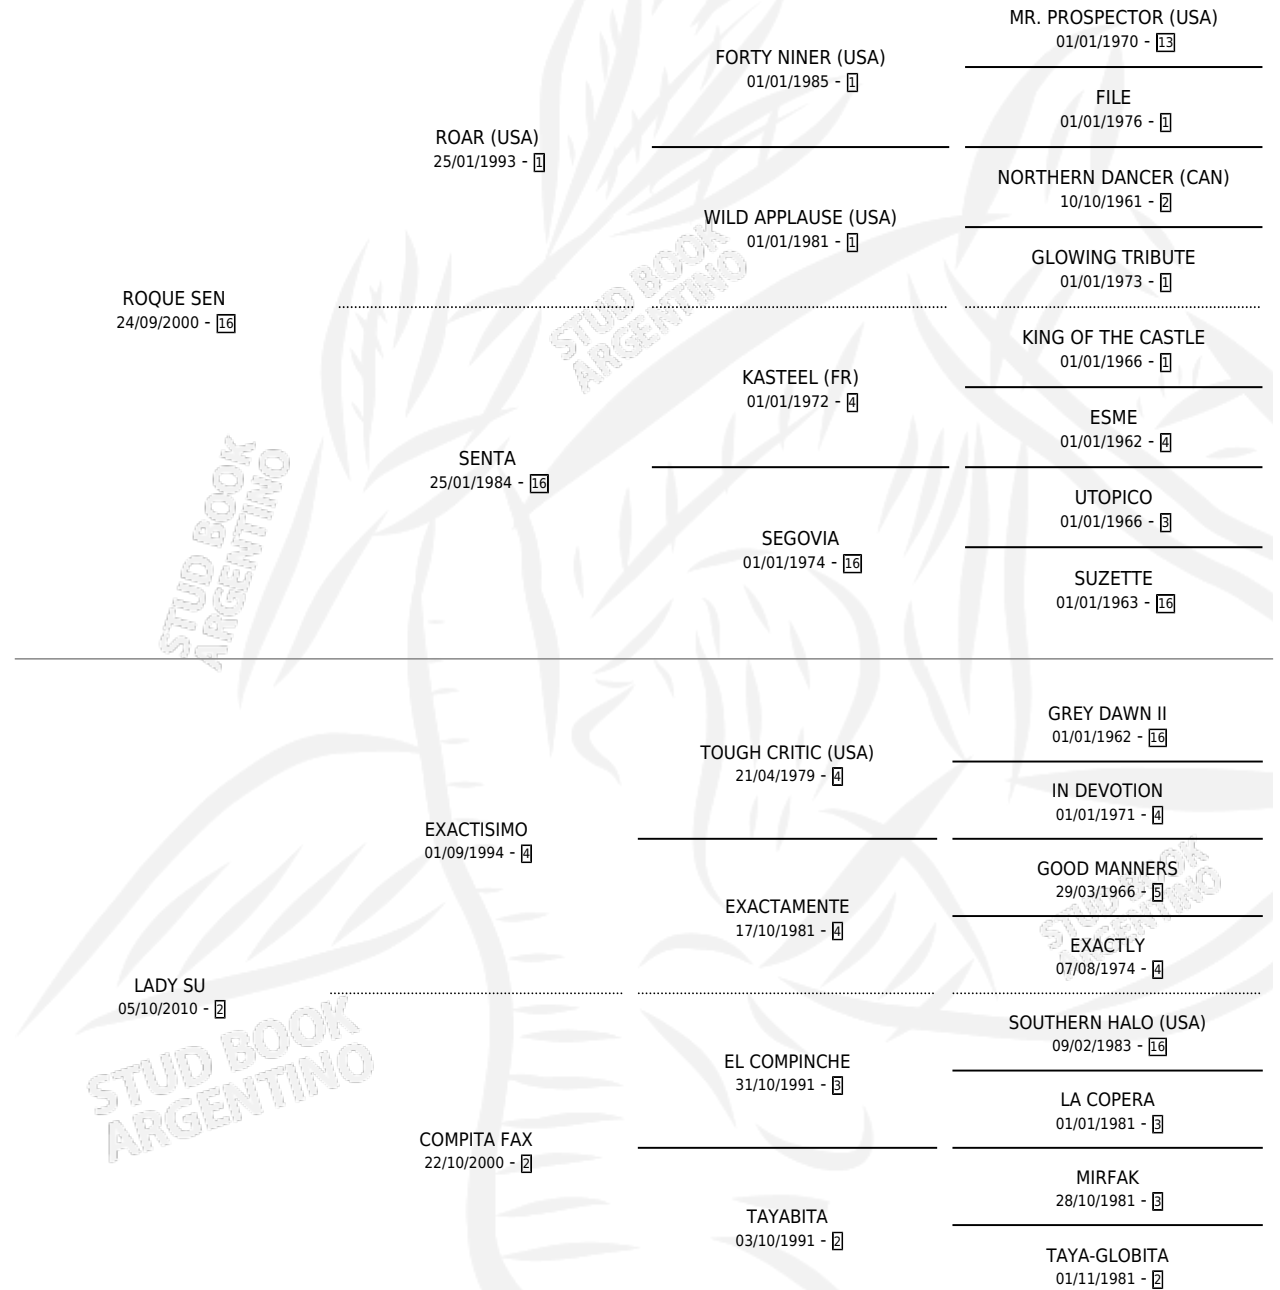 MR. PROSPECTOR (USA)
01/01/1970 - 13
FORTY NINER (USA)
01/01/1985 - 1
FILE
01/01/1976 - 1
ROAR (USA)
25/01/1993 - 1
NORTHERN DANCER (CAN)
10/10/1961 - 2
WILD APPLAUSE (USA)
01/01/1981 - 1
GLOWING TRIBUTE
01/01/1973 - 1
ROQUE SEN
24/09/2000 - 16
KING OF THE CASTLE
01/01/1966 - 1
KASTEEL (FR)
01/01/1972 - 4
ESME
01/01/1962 - 4
SENTA
25/01/1984 - 16
UTOPICO
01/01/1966 - 3
SEGOVIA
01/01/1974 - 16
SUZETTE
01/01/1963 - 16
STUD BOOK
ARGENTINO
STUD BOOK
ARGENTINO
GREY DAWN II
01/01/1962 - 16
TOUGH CRITIC (USA)
21/04/1979 - 4
IN DEVOTION
01/01/1971 - 4
EXACTISIMO
01/09/1994 - 4
GOOD MANNERS
29/03/1966 - 5
EXACTAMENTE
17/10/1981 - 4
EXACTLY
07/08/1974 - 4
STUD BOOK
ARGENTINO
LADY SU
05/10/2010 - 2
SOUTHERN HALO (USA)
09/02/1983 - 16
EL COMPINCHE
31/10/1991 - 3
LA COPERA
01/01/1981 - 3
COMPITA FAX
22/10/2000 - 2
MIRFAK
28/10/1981 - 3
TAYABITA
03/10/1991 - 2
TAYA-GLOBITA
01/11/1981 - 2
STUD BOOK
ARGENTINO